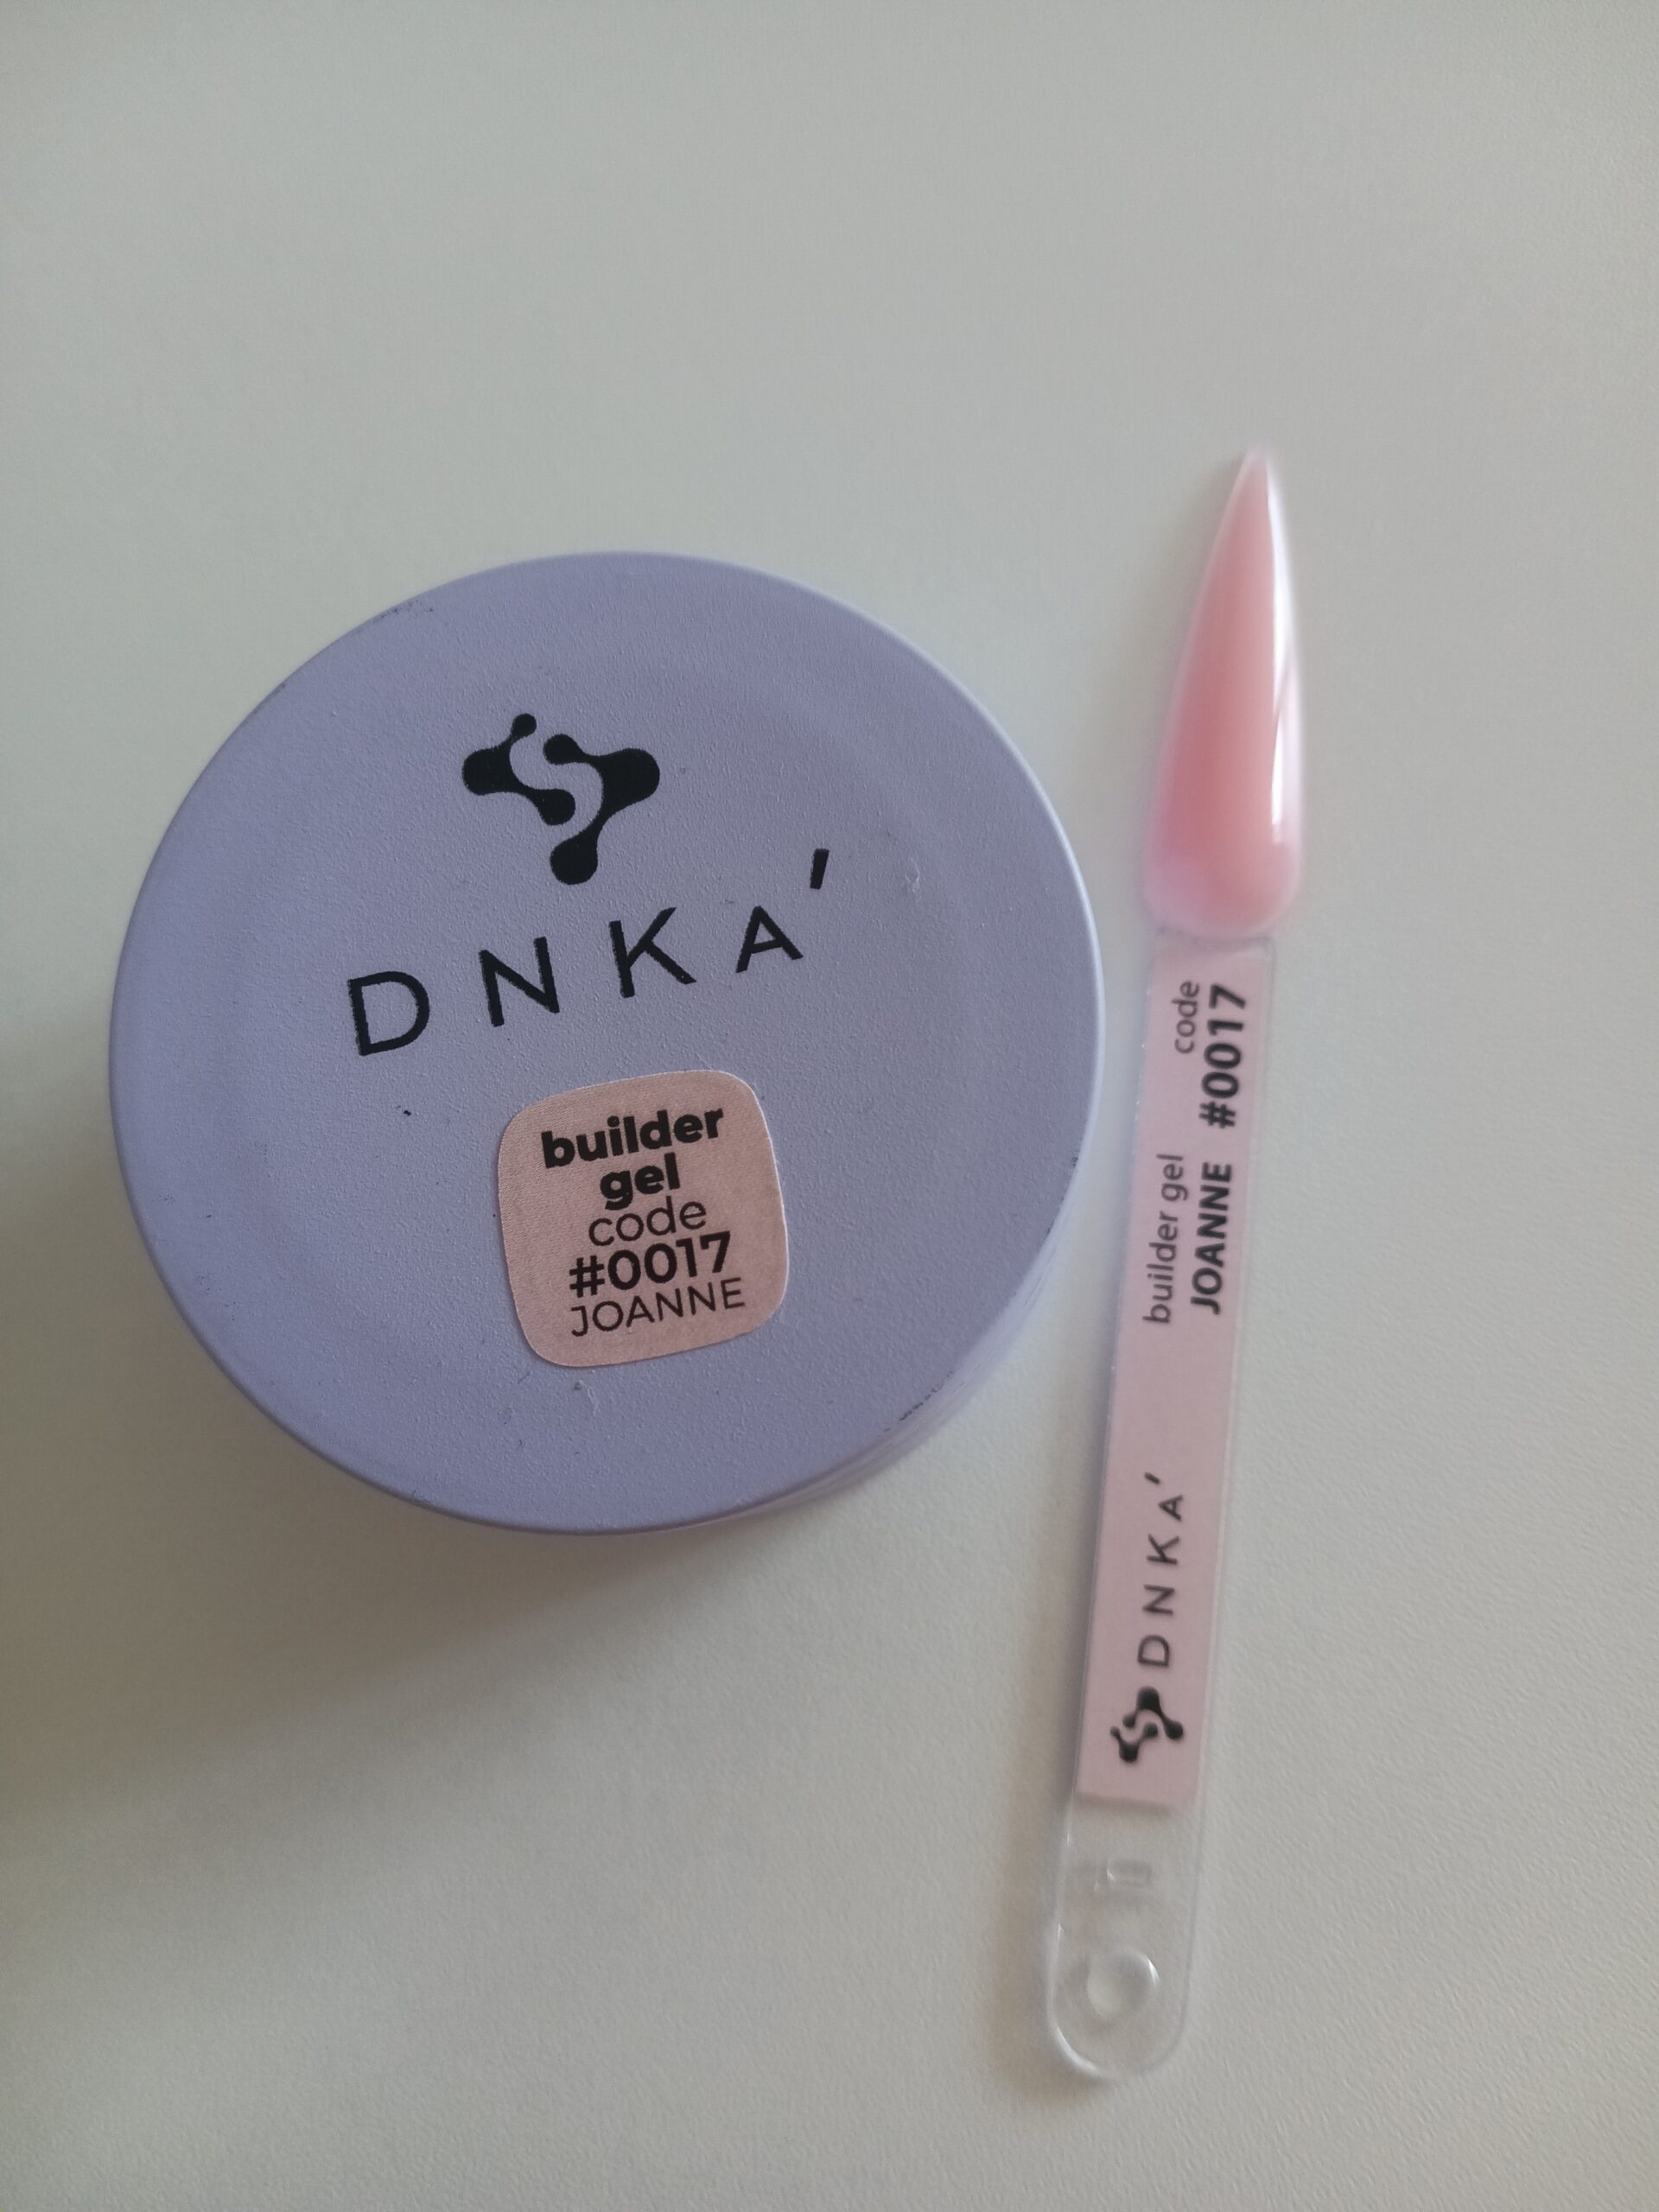 DNKA'
builder
gel
code
#0017
JOANNE
code
#0017
builder gel
JOANNE
DNKA'